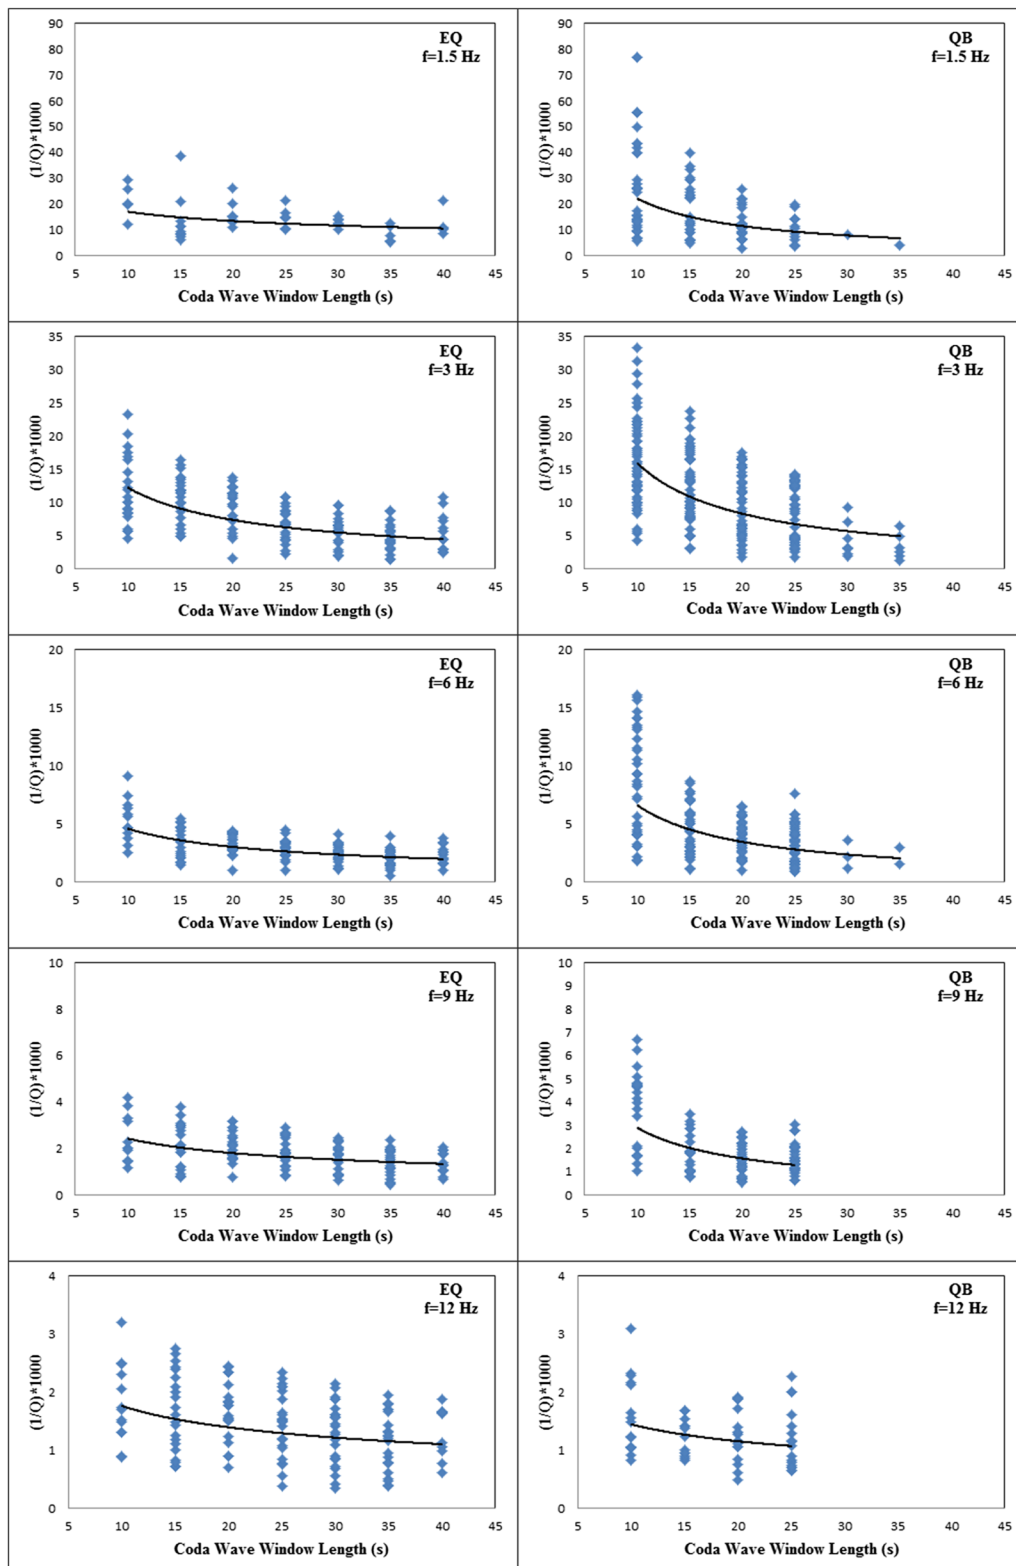 EQ
f=1.5 Hz
(1/Q)*1000
90
80
70
60
50
40
30
20
10
0
5 10 15 20 25 30 35 40 45
Coda Wave Window Length (s)
QB
f=1.5 Hz
(1/Q)*1000
90
80
70
60
50
40
30
20
10
0
5 10 15 20 25 30 35 40 45
Coda Wave Window Length (s)
EQ
f=3 Hz
(1/Q)*1000
35
30
25
20
15
10
5
0
5 10 15 20 25 30 35 40 45
Coda Wave Window Length (s)
QB
f=3 Hz
(1/Q)*1000
35
30
25
20
15
10
5
0
5 10 15 20 25 30 35 40 45
Coda Wave Window Length (s)
EQ
f=6 Hz
(1/Q)*1000
20
15
10
5
0
5 10 15 20 25 30 35 40 45
Coda Wave Window Length (s)
QB
f=6 Hz
(1/Q)*1000
20
15
10
5
0
5 10 15 20 25 30 35 40 45
Coda Wave Window Length (s)
EQ
f=9 Hz
(1/Q)*1000
10
8
6
4
2
0
5 10 15 20 25 30 35 40 45
Coda Wave Window Length (s)
QB
f=9 Hz
(1/Q)*1000
10
9
8
7
6
5
4
3
2
1
0
5 10 15 20 25 30 35 40 45
Coda Wave Window Length (s)
EQ
f=12 Hz
(1/Q)*1000
4
3
2
1
0
5 10 15 20 25 30 35 40 45
Coda Wave Window Length (s)
QB
f=12 Hz
(1/Q)*1000
4
3
2
1
0
5 10 15 20 25 30 35 40 45
Coda Wave Window Length (s)